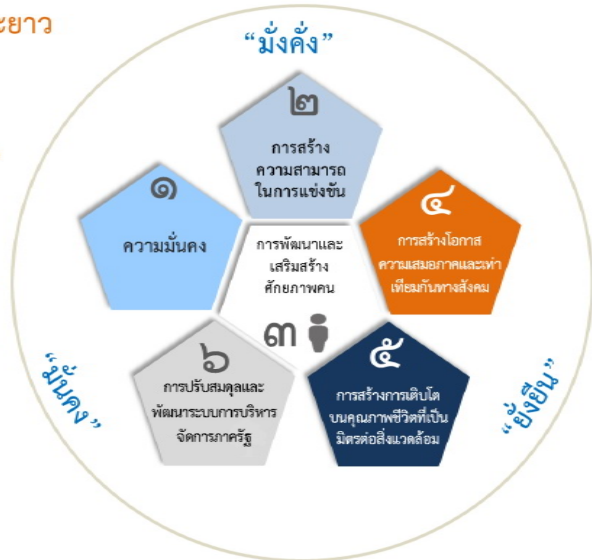 ะยาว
“มั่งคั่ง”
๒
การสร้าง
ความสามารถ
ในการแข่งขัน
๑
ความมั่นคง
๔
การสร้างโอกาส
ความเสมอภาคและเท่า
เทียมกันทางสังคม
การพัฒนาและ
เสริมสร้าง
ศักยภาพคน
๓
๖
การปรับสมดุลและ
พัฒนาระบบการบริหาร
จัดการภาครัฐ
๕
การสร้างการเติบโต
บนคุณภาพชีวิตที่เป็น
มิตรต่อสิ่งแวดล้อม
“มั่นคง”
“ยั่งยืน”